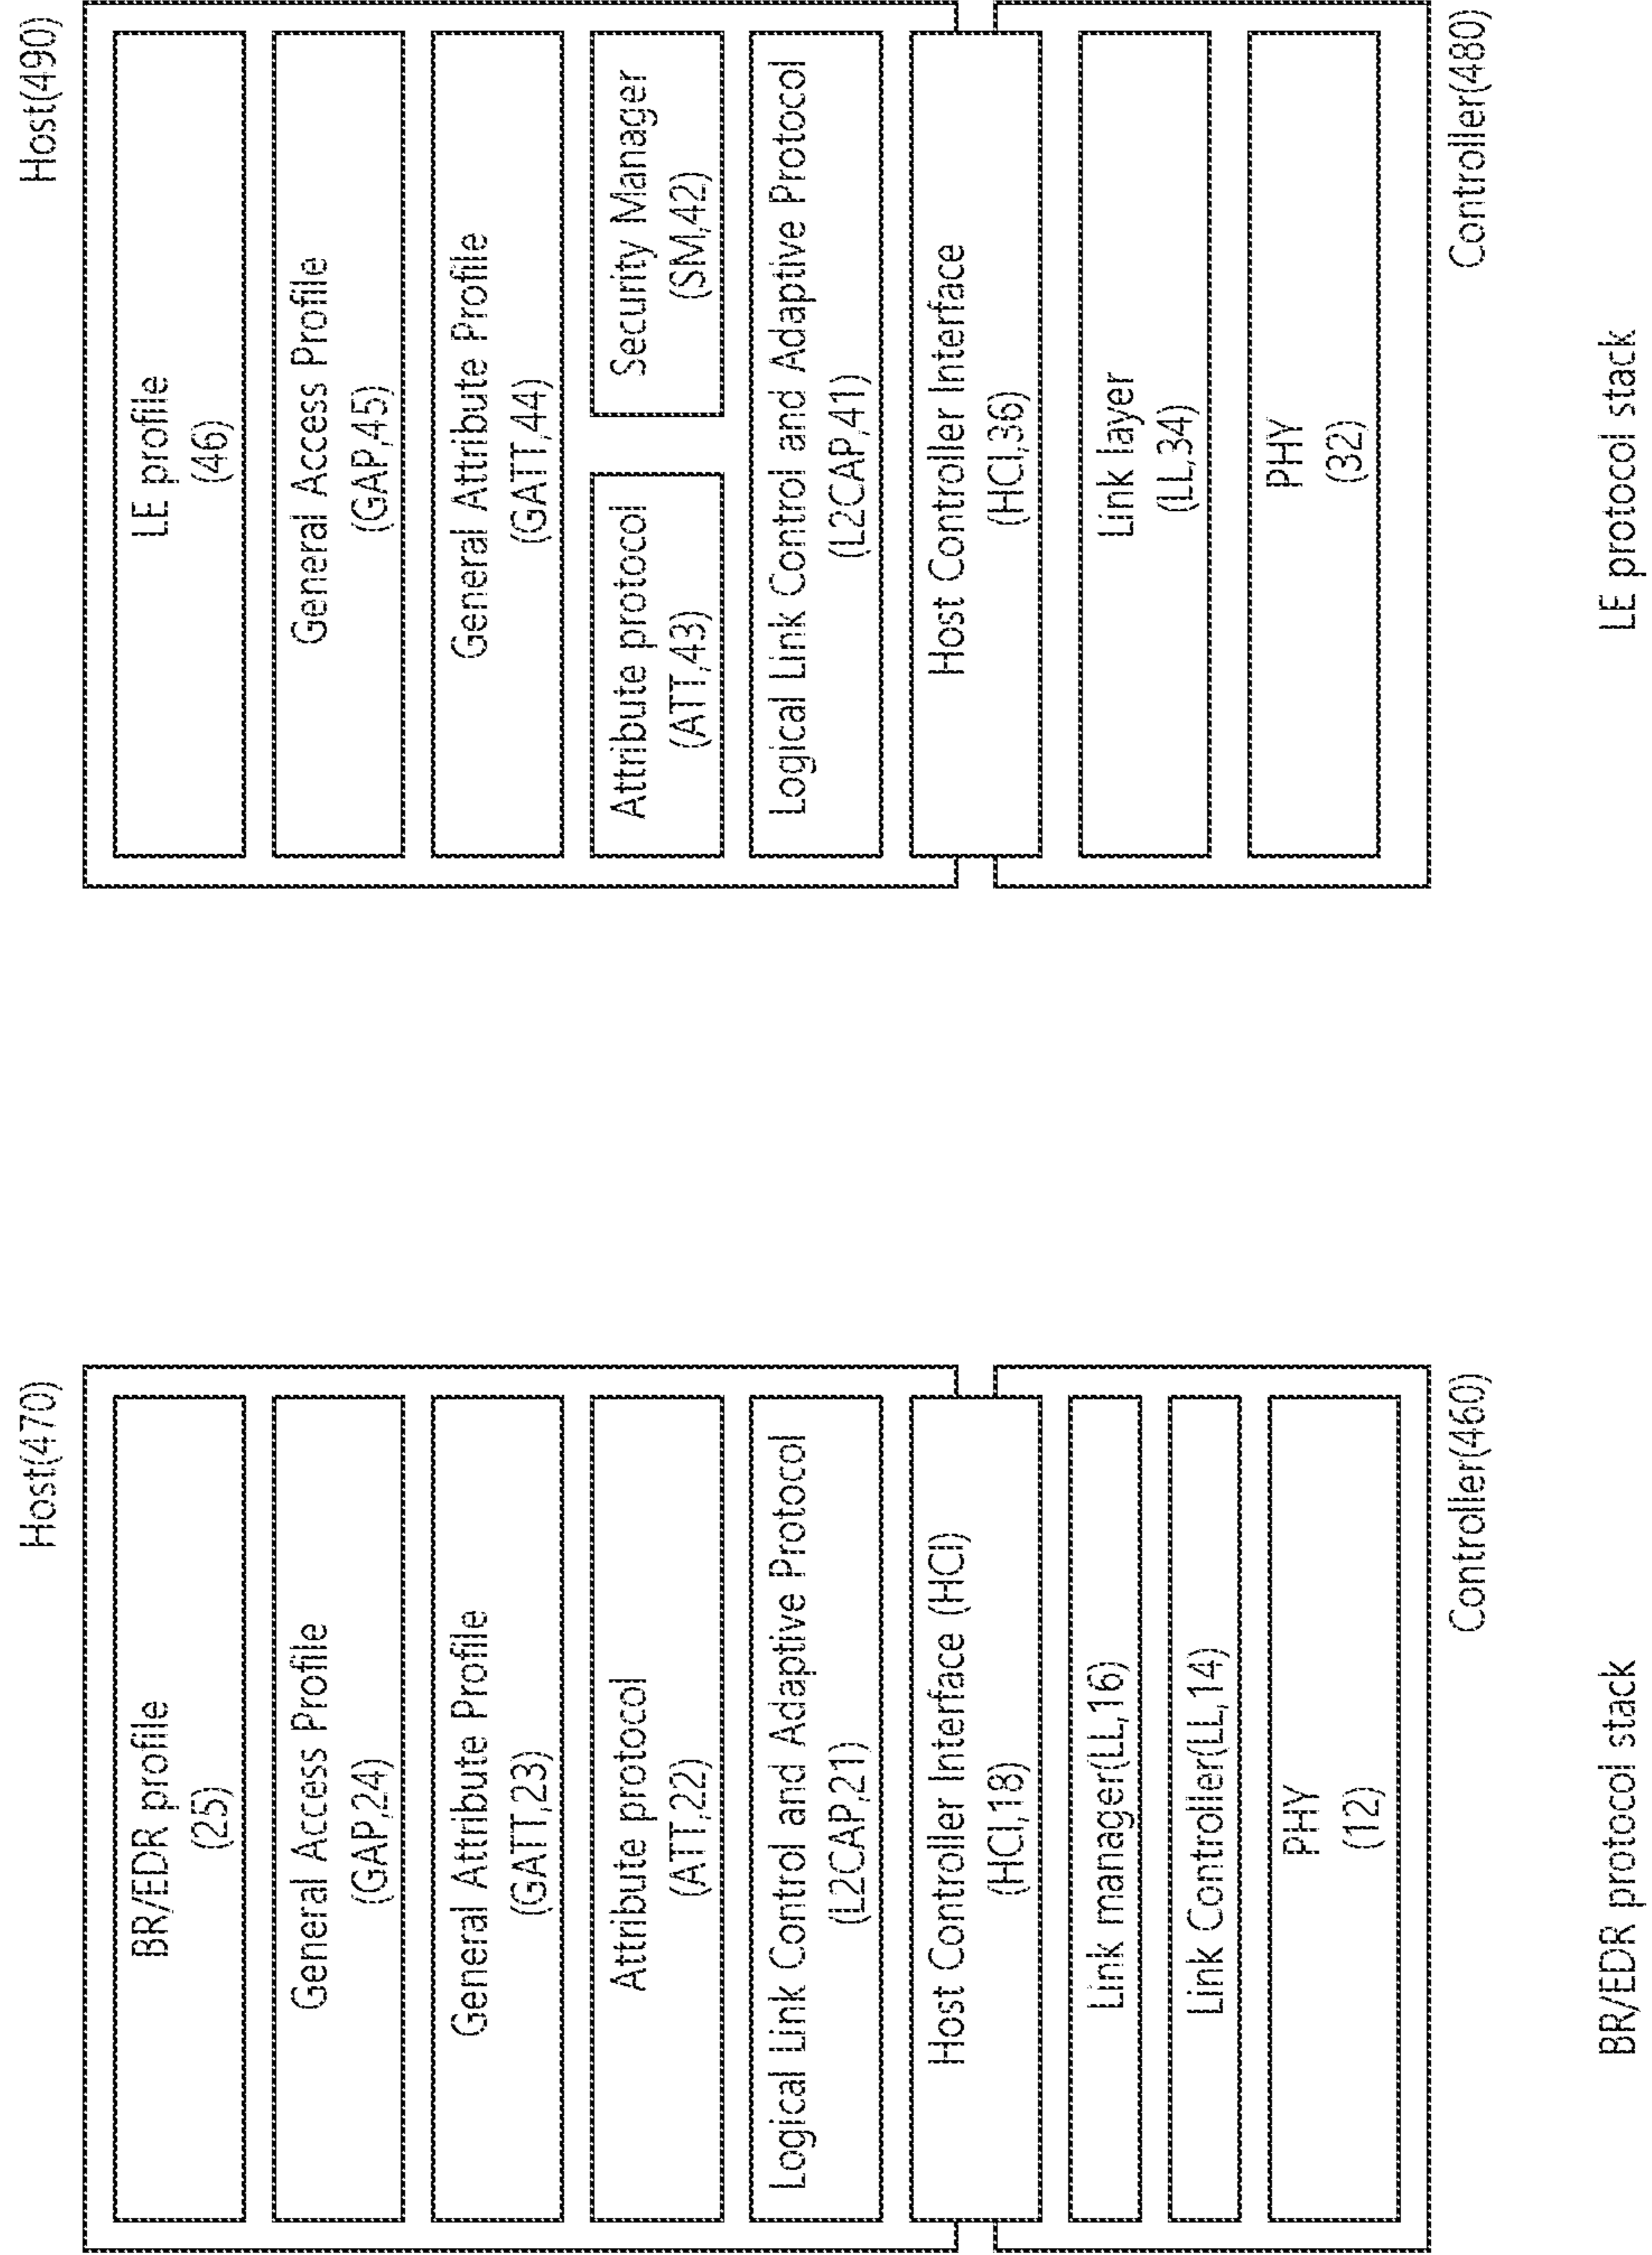 Host(470)
BR/EDR profile
(25)
General Access Profile
(GAP,24)
General Attribute Profile
(GATT,23)
Attribute protocol
(ATT,22)
Logical Link Control and Adaptive Protocol
(L2CAP,21)
Host Controller Interface (HCI)
(HCI,18)
Link manager(LL,16)
Link Controller(LL,14)
PHY
(12)
Controller(460)
BR/EDR protocol stack
Host(490)
LE profile
(46)
General Access Profile
(GAP,45)
General Attribute Profile
(GATT,44)
Attribute protocol
(ATT,43)
Security Manager
(SM,42)
Logical Link Control and Adaptive Protocol
(L2CAP,41)
Host Controller Interface
(HCI,36)
Link layer
(LL,34)
PHY
(32)
Controller(480)
LE protocol stack